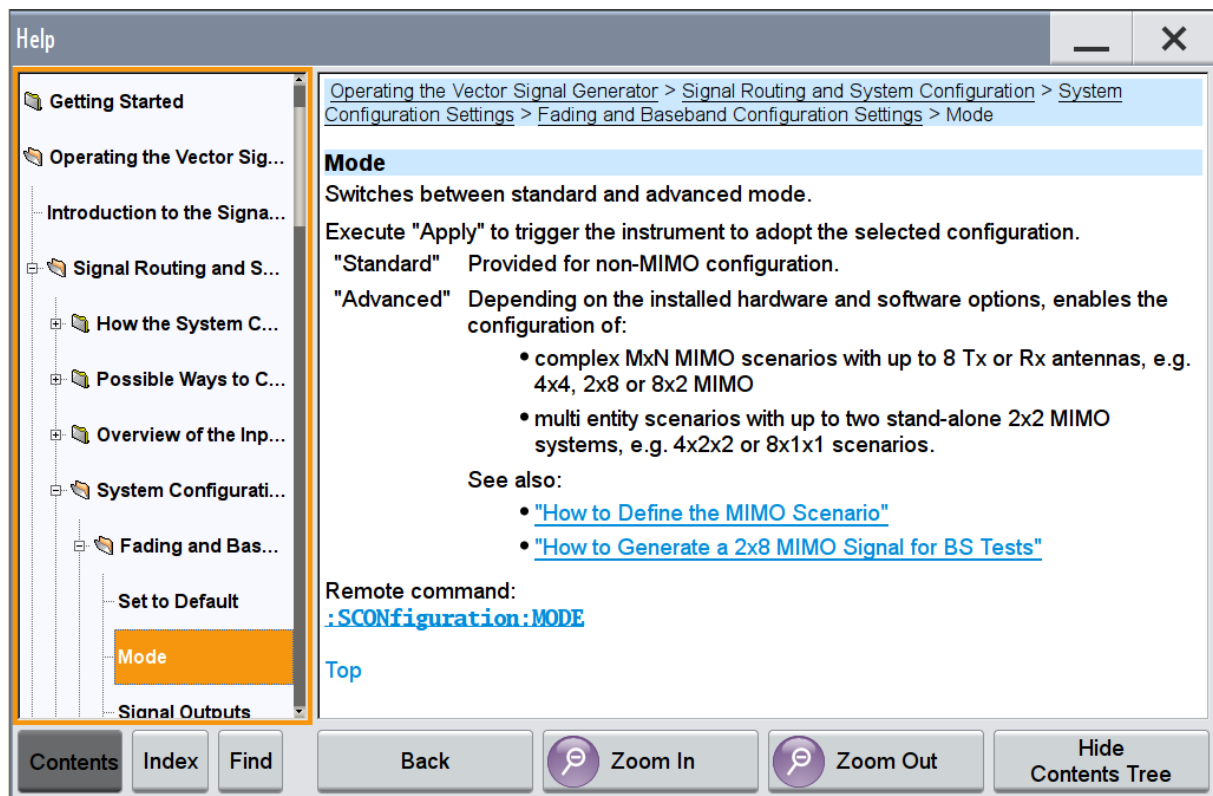 Help
Getting Started
Operating the Vector Sig...
Introduction to the Signa...
Signal Routing and S...
How the System C...
Possible Ways to C...
Overview of the Inp...
System Configurati...
Fading and Bas...
Set to Default
Mode
Signal Outputs
Operating the Vector Signal Generator > Signal Routing and System Configuration > System
Configuration Settings > Fading and Baseband Configuration Settings > Mode
Mode
Switches between standard and advanced mode.
Execute "Apply" to trigger the instrument to adopt the selected configuration.
"Standard" Provided for non-MIMO configuration.
"Advanced" Depending on the installed hardware and software options, enables the
configuration of:
• complex MxN MIMO scenarios with up to 8 Tx or Rx antennas, e.g.
4x4, 2x8 or 8x2 MIMO
• multi entity scenarios with up to two stand-alone 2x2 MIMO
systems, e.g. 4x2x2 or 8x1x1 scenarios.
See also:
• "How to Define the MIMO Scenario"
• "How to Generate a 2x8 MIMO Signal for BS Tests"
Remote command:
:SCONfiguration:MODE
Top
Contents Index Find Back Zoom In Zoom Out Hide
Contents Tree